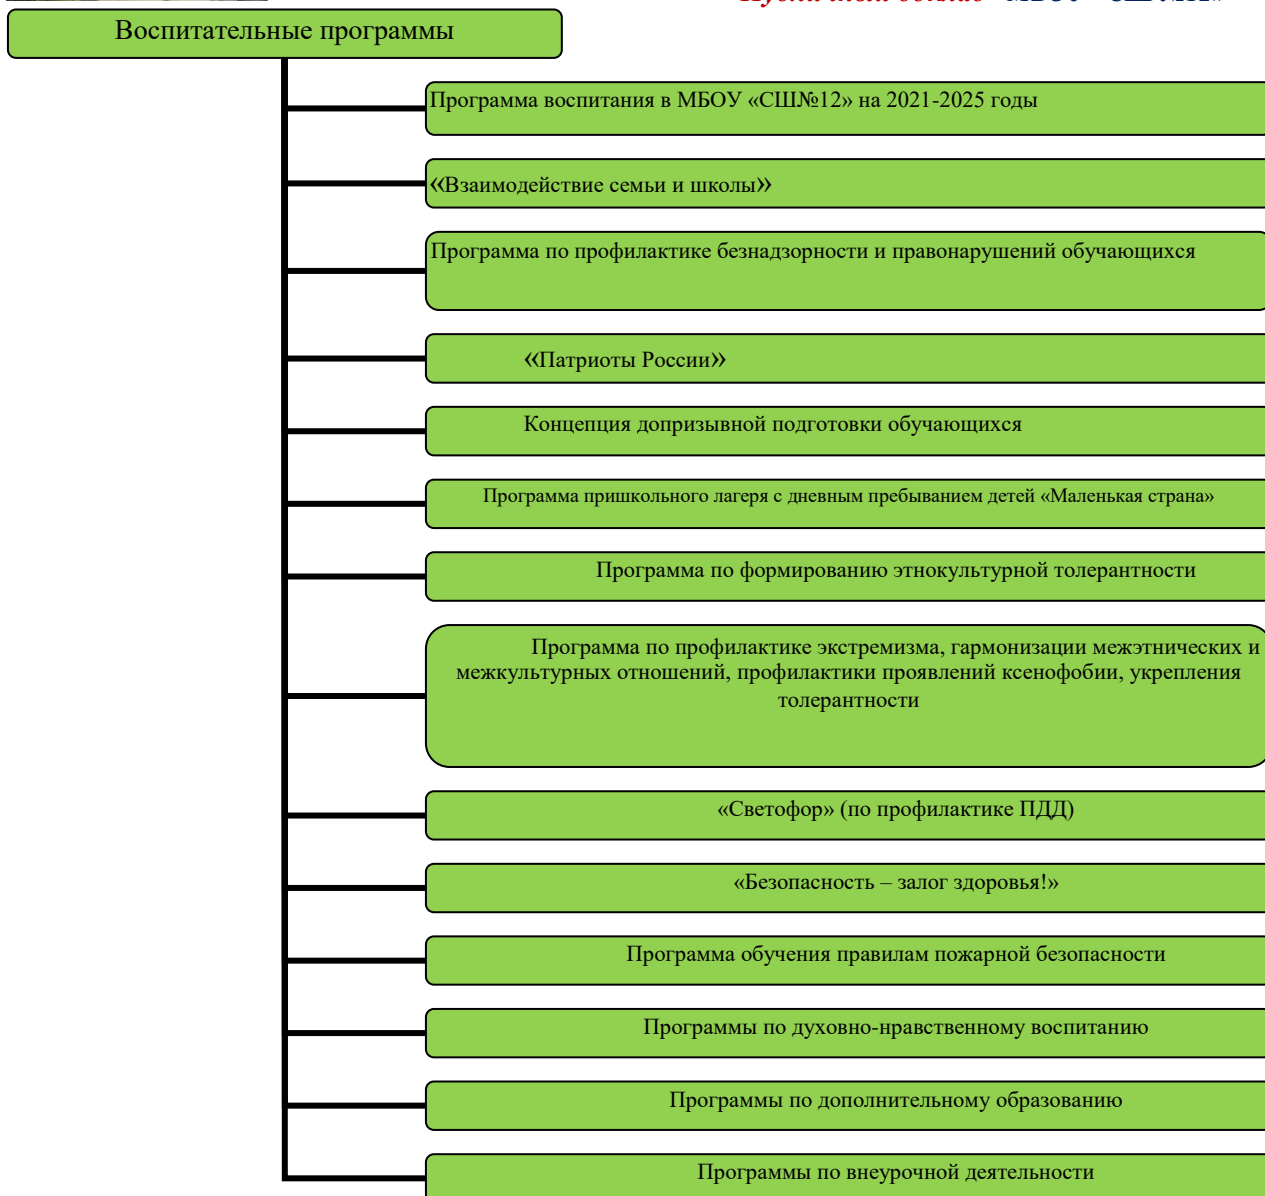 Воспитательные программы
Программа воспитания в МБОУ «СШ№12» на 2021-2025 годы
«Взаимодействие семьи и школы»
Программа по профилактике безнадзорности и правонарушений обучающихся
«Патриоты России»
Концепция допризывной подготовки обучающихся
Программа пришкольного лагеря с дневным пребыванием детей «Маленькая страна»
Программа по формированию этнокультурной толерантности
Программа по профилактике экстремизма, гармонизации межэтнических и
межкультурных отношений, профилактики проявлений ксенофобии, укрепления
толерантности
«Светофор» (по профилактике ПДД)
«Безопасность – залог здоровья!»
Программа обучения правилам пожарной безопасности
Программы по духовно-нравственному воспитанию
Программы по дополнительному образованию
Программы по внеурочной деятельности